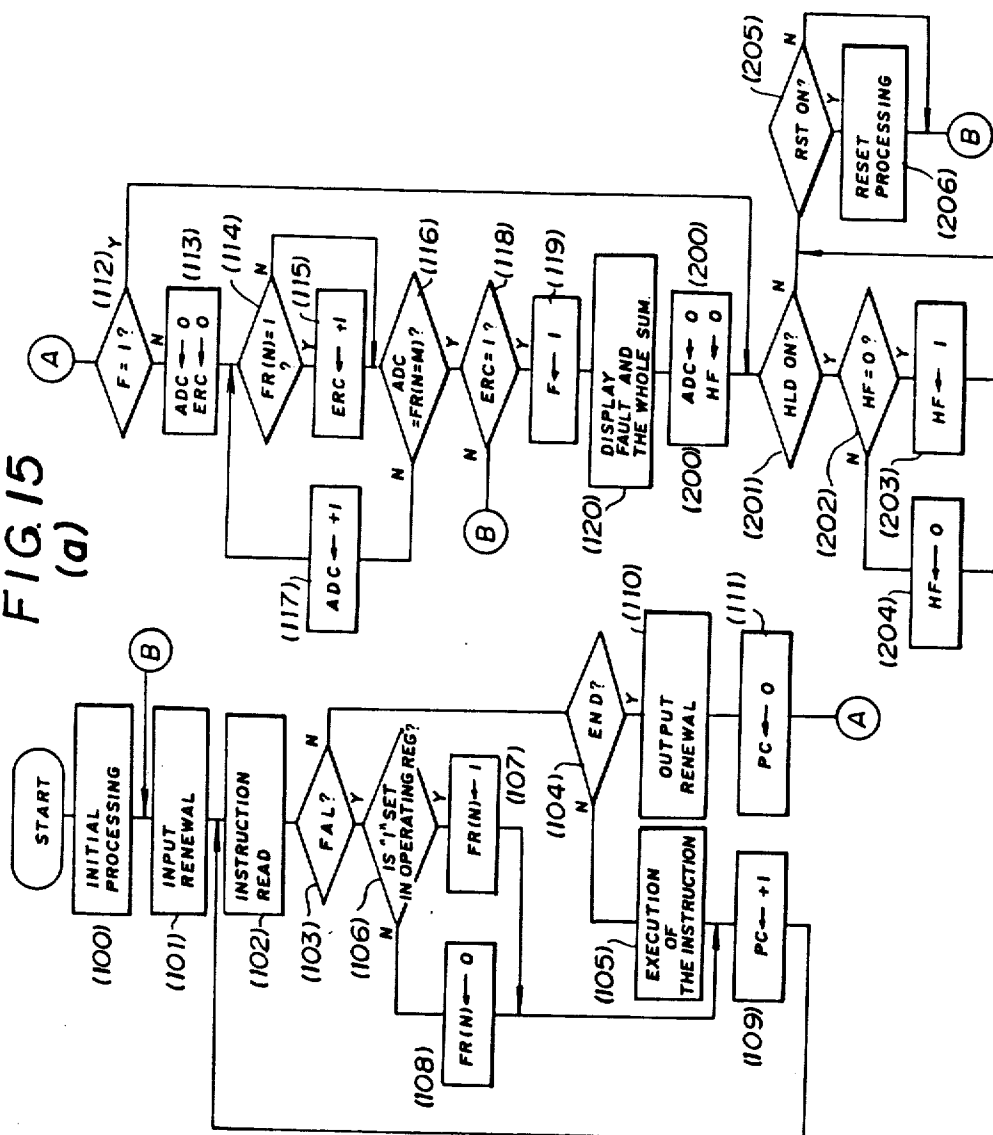 FIG. 15
(a)
START
INITIAL
PROCESSING
(100)
B
INPUT
RENEWAL
(101)
INSTRUCTION
READ
(102)
FAL?
(103)
N
Y
IS "1" SET
IN OPERATING REG?
(106)
N
Y
FR(N)← 1
(107)
FR(N)← 0
(108)
END?
(104)
N
Y
EXECUTION
OF
THE INSTRUCTION
(105)
OUTPUT
RENEWAL
(110)
PC ← +1
(109)
PC ← 0
(111)
A
A
F = 1 ?
(112)
Y
N
ADC ← 0
ERC ← 0
(113)
FR(N)= 1
?
(114)
N
Y
ERC ← +1
(115)
ADC
=FR(N=M)?
(116)
N
Y
ADC ← +1
(117)
ERC= 1 ?
(118)
N
Y
B
F ← 1
(119)
DISPLAY
FAULT AND
THE WHOLE SUM.
(120)
ADC ← 0
HF ← 0
(200)
(200)
HLD ON?
(201)
N
Y
HF=0 ?
(202)
N
Y
HF ← 1
(203)
HF ← 0
(204)
RST ON?
(205)
N
Y
RESET
PROCESSING
(206)
B